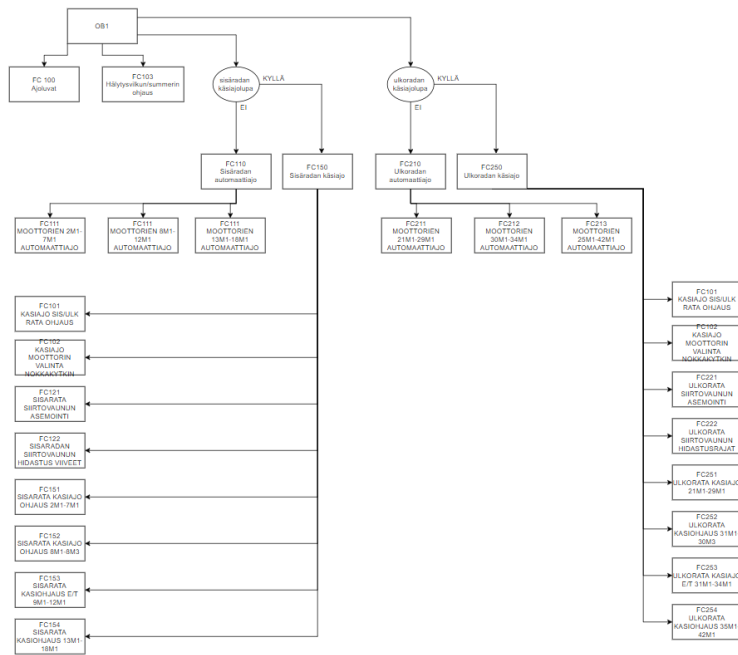 OB1
FC 100
Ajoluvat
FC103
Hälytysvilkun/summerin
ohjaus
sisäradan
käsiajolupa
KYLLÄ
EI
ulkoradan
käsiajolupa
KYLLÄ
EI
FC110
Sisäradan
automaattiajo
FC150
Sisäradan käsiajo
FC210
Ulkoradan
automaattiajo
FC250
Ulkoradan käsiajo
FC111
MOOTTORIEN 2M1-
7M1
AUTOMAATTIAJO
FC111
MOOTTORIEN 8M1-
12M1
AUTOMAATTIAJO
FC111
MOOTTORIEN
13M1-18M1
AUTOMAATTIAJO
FC211
MOOTTORIEN
21M1-29M1
AUTOMAATTIAJO
FC212
MOOTTORIEN
30M1-34M1
AUTOMAATTIAJO
FC213
MOOTTORIEN
25M1-42M1
AUTOMAATTIAJO
FC101
KASIAJO SIS/ULK
RATA OHJAUS
FC102
KASIAJO
MOOTTORIN
VALINTA
NOKKAKYTKIN
FC121
SISARATA
SIIRTOVAUNUN
ASEMOINTI
FC122
SISARADAN
SIIRTOVAUNUN
HIDASTUS VIIVEET
FC151
SISARATA KASIAJO
OHJAUS 2M1-7M1
FC152
SISARATA KASIAJO
OHJAUS 8M1-8M3
FC153
SISARATA
KASIOHJAUS E/T
9M1-12M1
FC154
SISARATA
KASIOHJAUS 13M1-
18M1
FC101
KASIAJO SIS/ULK
RATA OHJAUS
FC102
KASIAJO
MOOTTORIN
VALINTA
NOKKAKYTKIN
FC221
ULKORATA
SIIRTOVAUNUN
ASEMOINTI
FC222
ULKORATA
SIIRTOVAUNUN
HIDASTUSRAJAT
FC251
ULKORATA KASIAJO
21M1-29M1
FC252
ULKORATA
KASIOHJAUS 31M1-
30M3
FC253
ULKORATA KASIAJO
E/T 31M1-34M1
FC254
ULKORATA
KASIOHJAUS 35M1-
42M1